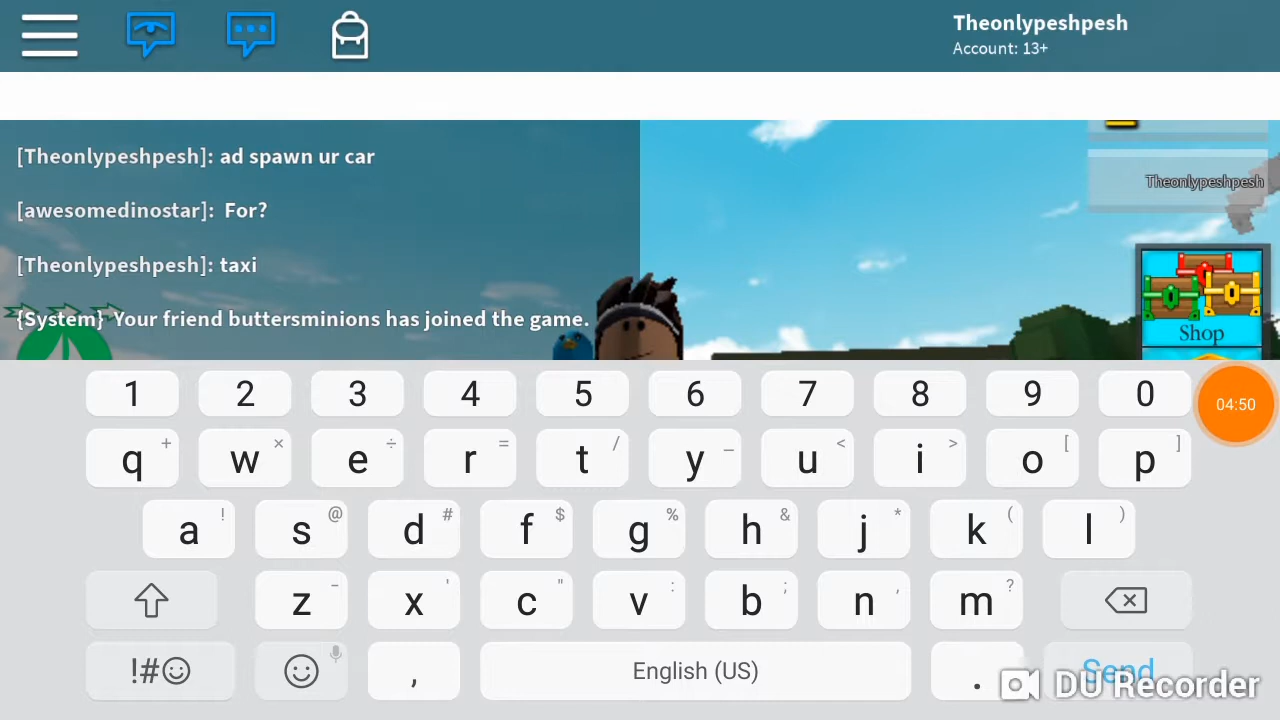 Theonlypeshpesh
Account: 13+
[Theonlypeshpesh]: ad spawn ur car
[awesomedinostar]: For?
[Theonlypeshpesh]: taxi
{System} Your friend buttersminions has joined the game.
Theonlypeshpesh
Shop
04:50
1 2 3 4 5 6 7 8 9 0
q + w × e ÷ r = t / y _ u < i > o [ p ]
a ! s @ d # f $ g % h & j * k ( l )
z - x ' c " v : b ; n , m ?
!#☺ , English (US) . Send
DU Recorder